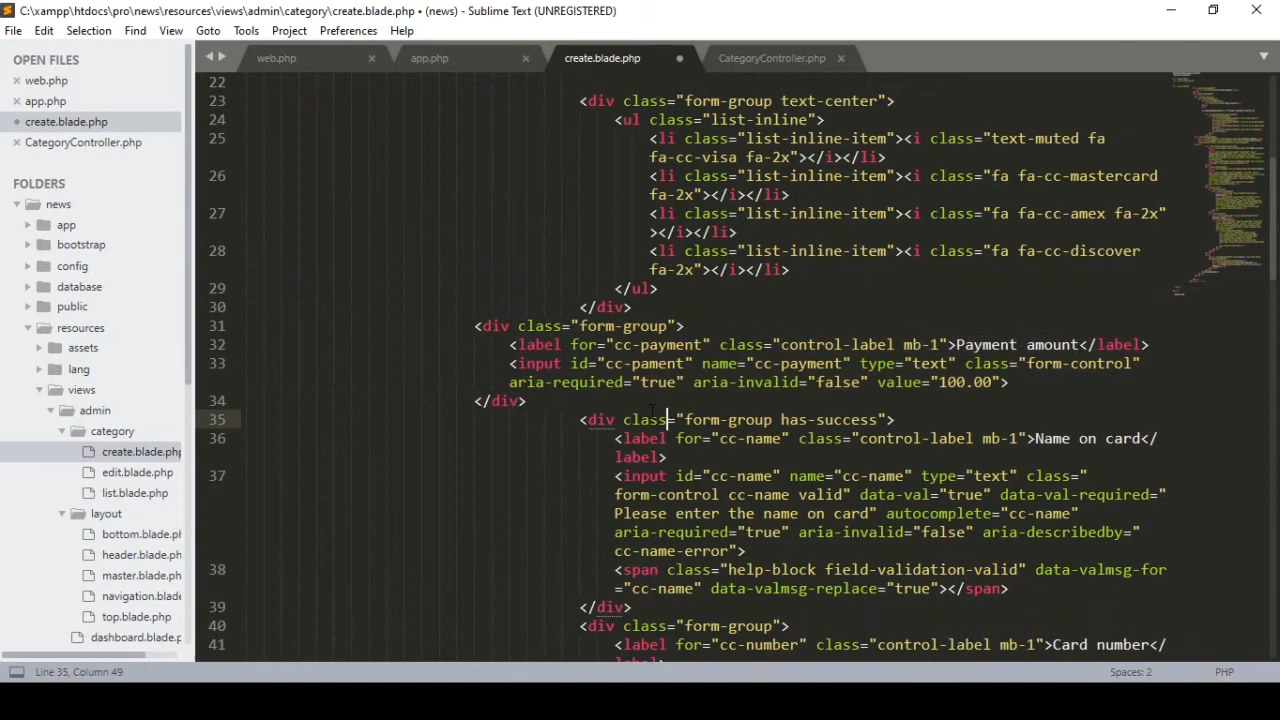 C:\xampp\htdocs\pro\news\resources\views\admin\category\create.blade.php • (news) - Sublime Text (UNREGISTERED)
File Edit Selection Find View Goto Tools Project Preferences Help
OPEN FILES
web.php
app.php
create.blade.php
CategoryController.php
FOLDERS
news
app
bootstrap
config
database
public
resources
assets
lang
views
admin
category
create.blade.php
edit.blade.php
list.blade.php
layout
bottom.blade.ph
header.blade.ph
master.blade.ph
navigation.blade
top.blade.php
dashboard.blade.p
web.php app.php create.blade.php CategoryController.php
22
23 <div class="form-group text-center">
24 <ul class="list-inline">
25 <li class="list-inline-item"><i class="text-muted fa
fa-cc-visa fa-2x"></i></li>
26 <li class="list-inline-item"><i class="fa fa-cc-mastercard
fa-2x"></i></li>
27 <li class="list-inline-item"><i class="fa fa-cc-amex fa-2x"
></i></li>
28 <li class="list-inline-item"><i class="fa fa-cc-discover
fa-2x"></i></li>
29 </ul>
30 </div>
31 <div class="form-group">
32 <label for="cc-payment" class="control-label mb-1">Payment amount</label>
33 <input id="cc-pament" name="cc-payment" type="text" class="form-control"
aria-required="true" aria-invalid="false" value="100.00">
34 </div>
35 <div class="form-group has-success">
36 <label for="cc-name" class="control-label mb-1">Name on card</
label>
37 <input id="cc-name" name="cc-name" type="text" class="
form-control cc-name valid" data-val="true" data-val-required="
Please enter the name on card" autocomplete="cc-name"
aria-required="true" aria-invalid="false" aria-describedby="
cc-name-error">
38 <span class="help-block field-validation-valid" data-valmsg-for
="cc-name" data-valmsg-replace="true"></span>
39 </div>
40 <div class="form-group">
41 <label for="cc-number" class="control-label mb-1">Card number</
Line 35, Column 49
Spaces: 2 PHP